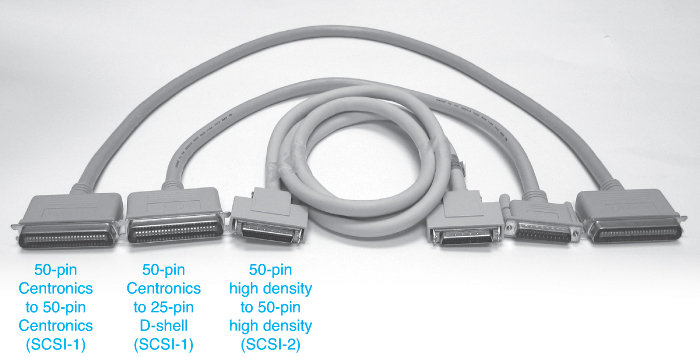 50-pin
Centronics
to 50-pin
Centronics
(SCSI-1)
50-pin
Centronics
to 25-pin
D-shell
(SCSI-1)
50-pin
high density
to 50-pin
high density
(SCSI-2)